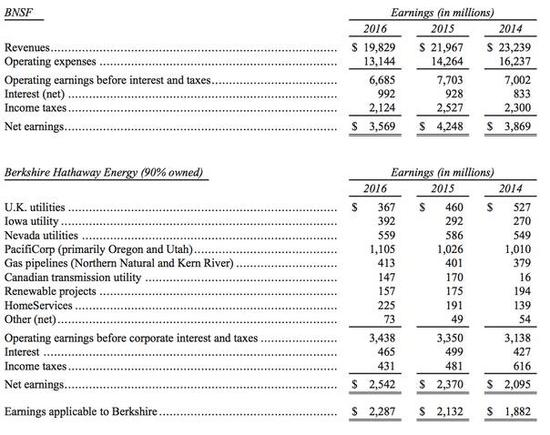 BNSF Earnings (in millions)
2016 2015 2014
Revenues.......... $ 19,829 $ 21,967 $ 23,239
Operating expenses .......... 13,144 14,264 16,237
Operating earnings before interest and taxes.......... 6,685 7,703 7,002
Interest (net) .......... 992 928 833
Income taxes.......... 2,124 2,527 2,300
Net earnings.......... $ 3,569 $ 4,248 $ 3,869
Berkshire Hathaway Energy (90% owned) Earnings (in millions)
2016 2015 2014
U.K. utilities .......... $ 367 $ 460 $ 527
Iowa utility .......... 392 292 270
Nevada utilities .......... 559 586 549
PacifiCorp (primarily Oregon and Utah).......... 1,105 1,026 1,010
Gas pipelines (Northern Natural and Kern River) .......... 413 401 379
Canadian transmission utility .......... 147 170 16
Renewable projects .......... 157 175 194
HomeServices .......... 225 191 139
Other (net).......... 73 49 54
Operating earnings before corporate interest and taxes .......... 3,438 3,350 3,138
Interest .......... 465 499 427
Income taxes.......... 431 481 616
Net earnings.......... $ 2,542 $ 2,370 $ 2,095
Earnings applicable to Berkshire.......... $ 2,287 $ 2,132 $ 1,882